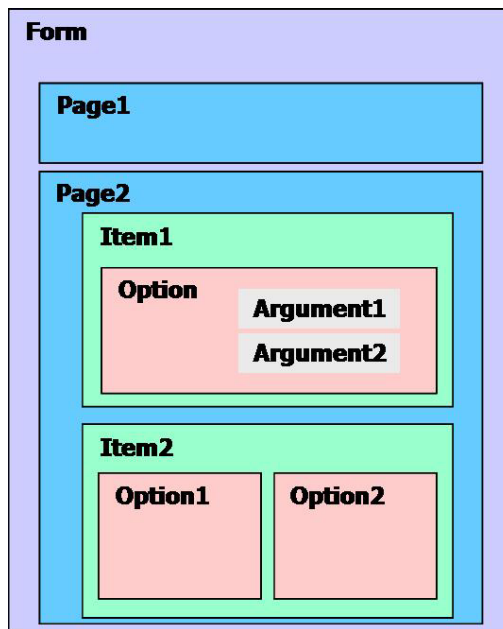 Form
Page1
Page2
Item1
Option
Argument1
Argument2
Item2
Option1
Option2